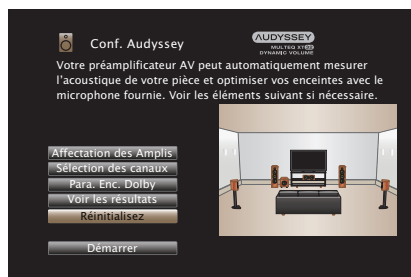 Conf. Audyssey
AUDYSSEY
MULTEQ XT32
DYNAMIC VOLUME
Votre préamplificateur AV peut automatiquement mesurer
l'acoustique de votre pièce et optimiser vos enceintes avec le
microphone fournie. Voir les éléments suivant si nécessaire.
Affectation des Amplis
Sélection des canaux
Para. Enc. Dolby
Voir les résultats
Réinitialisez
Démarrer